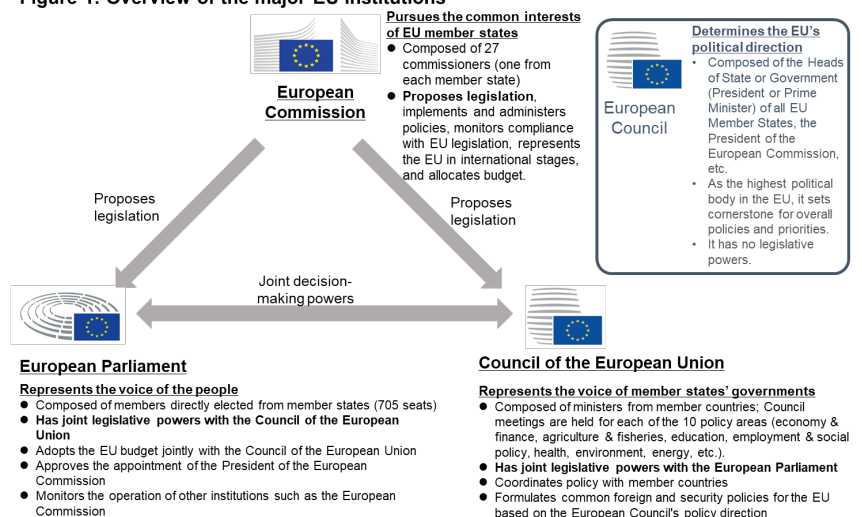 Figure 1: Overview of the major EU institutions
Pursues the common interests
of EU member states
● Composed of 27
commissioners (one from
each member state)
● Proposes legislation,
implements and administers
policies, monitors compliance
with EU legislation, represents
the EU in international stages,
and allocates budget.
European
Commission
Determines the EU's
political direction
• Composed of the Heads
of State or Government
(President or Prime
Minister) of all EU
Member States, the
President of the
European Commission,
etc.
• As the highest political
body in the EU, it sets
cornerstone for overall
policies and priorities.
• It has no legislative
powers.
European
Council
Proposes
legislation
Proposes
legislation
Joint decision-
making powers
European Parliament
Represents the voice of the people
● Composed of members directly elected from member states (705 seats)
● Has joint legislative powers with the Council of the European
Union
● Adopts the EU budget jointly with the Council of the European Union
● Approves the appointment of the President of the European
Commission
● Monitors the operation of other institutions such as the European
Commission
Council of the European Union
Represents the voice of member states' governments
● Composed of ministers from member countries; Council
meetings are held for each of the 10 policy areas (economy &
finance, agriculture & fisheries, education, employment & social
policy, health, environment, energy, etc.).
● Has joint legislative powers with the European Parliament
● Coordinates policy with member countries
● Formulates common foreign and security policies for the EU
based on the European Council's policy direction